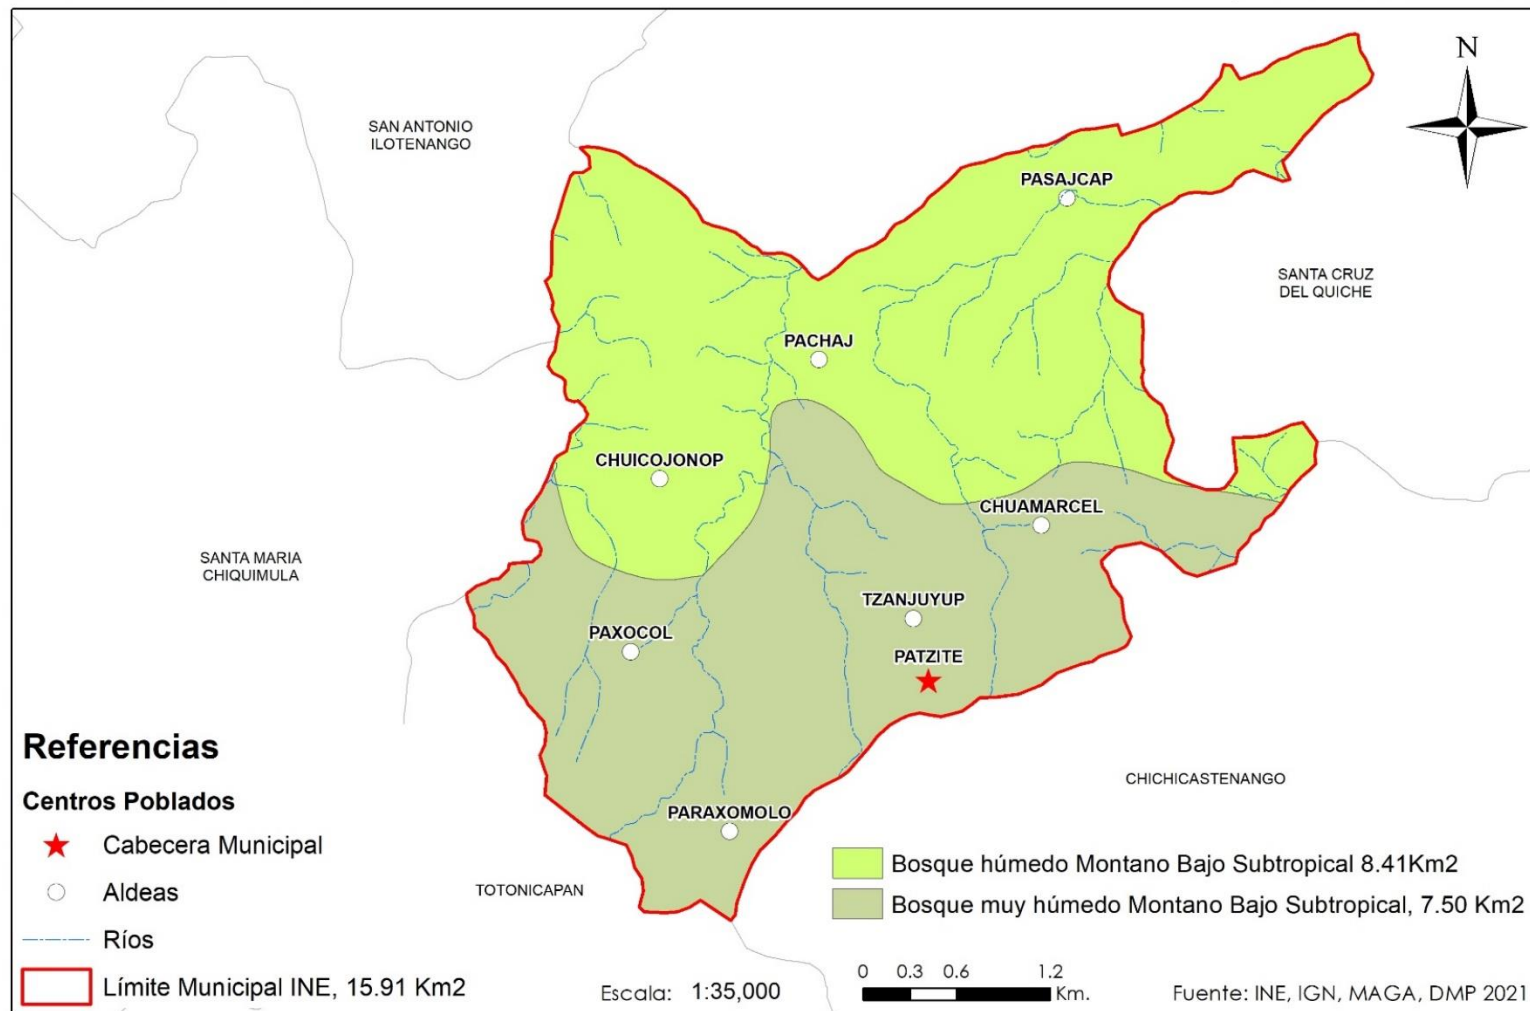 N
SAN ANTONIO
ILOTENANGO
PASAJCAP
SANTA CRUZ
DEL QUICHE
PACHAJ
CHUICOJONOP
CHUAMARCEL
SANTA MARIA
CHIQUIMULA
TZANJUYUP
PAXOCOL
PATZITE
Referencias
Centros Poblados
Cabecera Municipal
Aldeas
Ríos
Límite Municipal INE, 15.91 Km2
CHICHICASTENANGO
PARAXOMOLO
TOTONICAPAN
Bosque húmedo Montano Bajo Subtropical 8.41Km2
Bosque muy húmedo Montano Bajo Subtropical, 7.50 Km2
Escala: 1:35,000
0 0.3 0.6 1.2
Km.
Fuente: INE, IGN, MAGA, DMP 2021